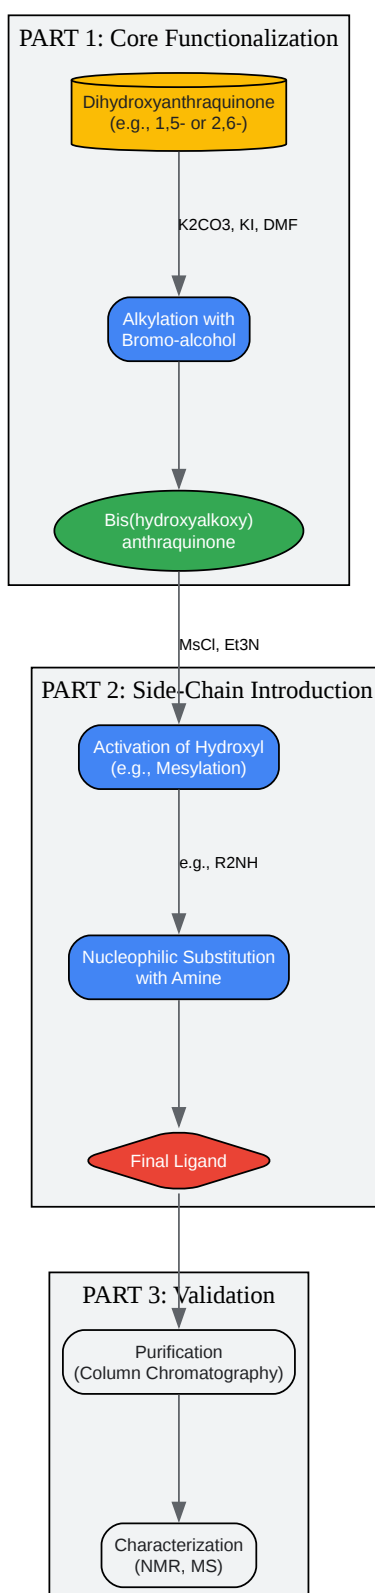 PART 1: Core Functionalization
Dihydroxyanthraquinone
(e.g., 1,5- or 2,6-)
K2CO3, KI, DMF
Alkylation with
Bromo-alcohol
Bis(hydroxyalkoxy)
anthraquinone
MsCl, Et3N
PART 2: Side-Chain Introduction
Activation of Hydroxyl
(e.g., Mesylation)
e.g., R2NH
Nucleophilic Substitution
with Amine
Final Ligand
PART 3: Validation
Purification
(Column Chromatography)
Characterization
(NMR, MS)